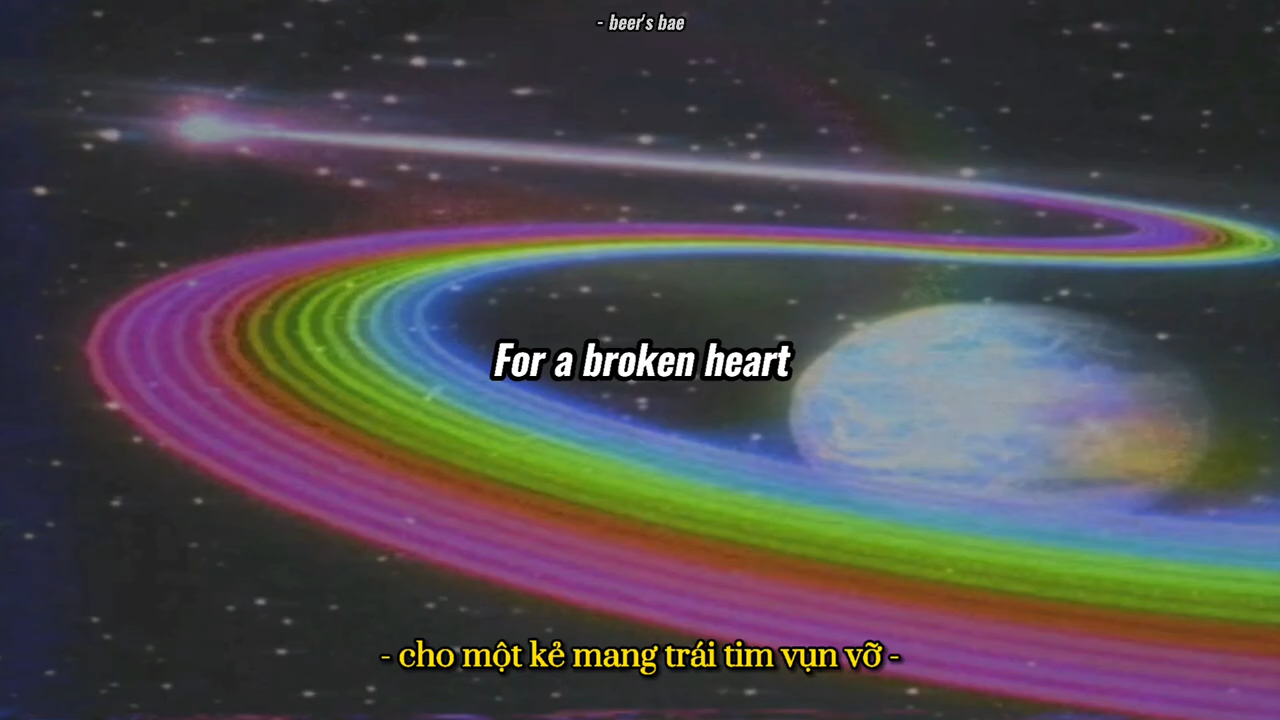 - beer's bae
For a broken heart
- cho một kẻ mang trái tim vụn vỡ -